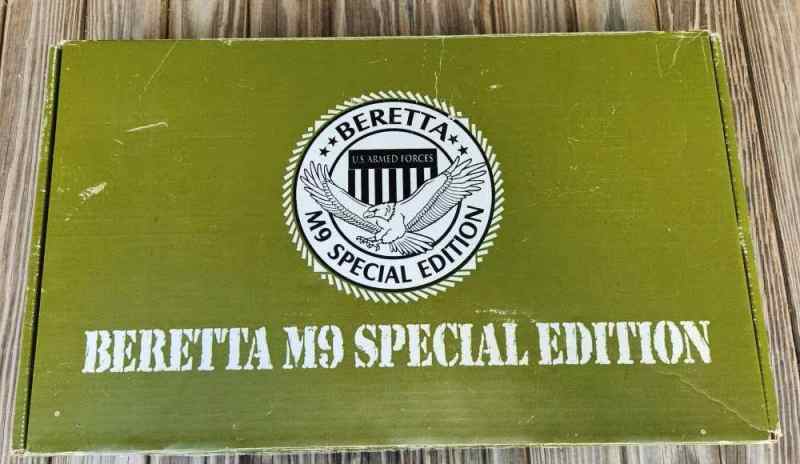 BERETTA
U.S. ARMED FORCES
M9 SPECIAL EDITION
BERETTA M9 SPECIAL EDITION